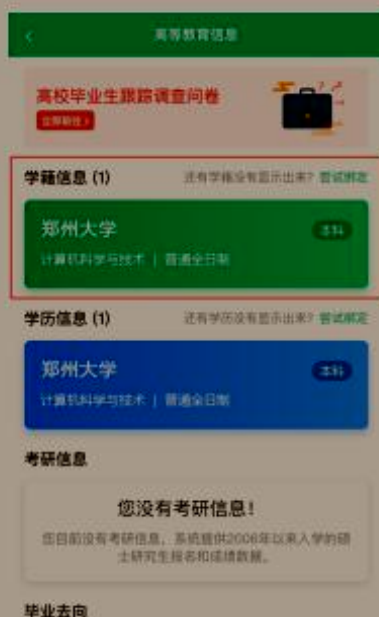 高等教育信息
高校毕业生跟踪调查问卷
立即前往
学籍信息 (1) 还有学籍没有显示出来？尝试绑定
郑州大学 本科
计算机科学与技术 | 普通全日制
学历信息 (1) 还有学历没有显示出来？尝试绑定
郑州大学 本科
计算机科学与技术 | 普通全日制
考研信息
您没有考研信息！
您目前没有考研信息，系统提供2006年以来入学的硕
士研究生报名和成绩数据。
毕业去向